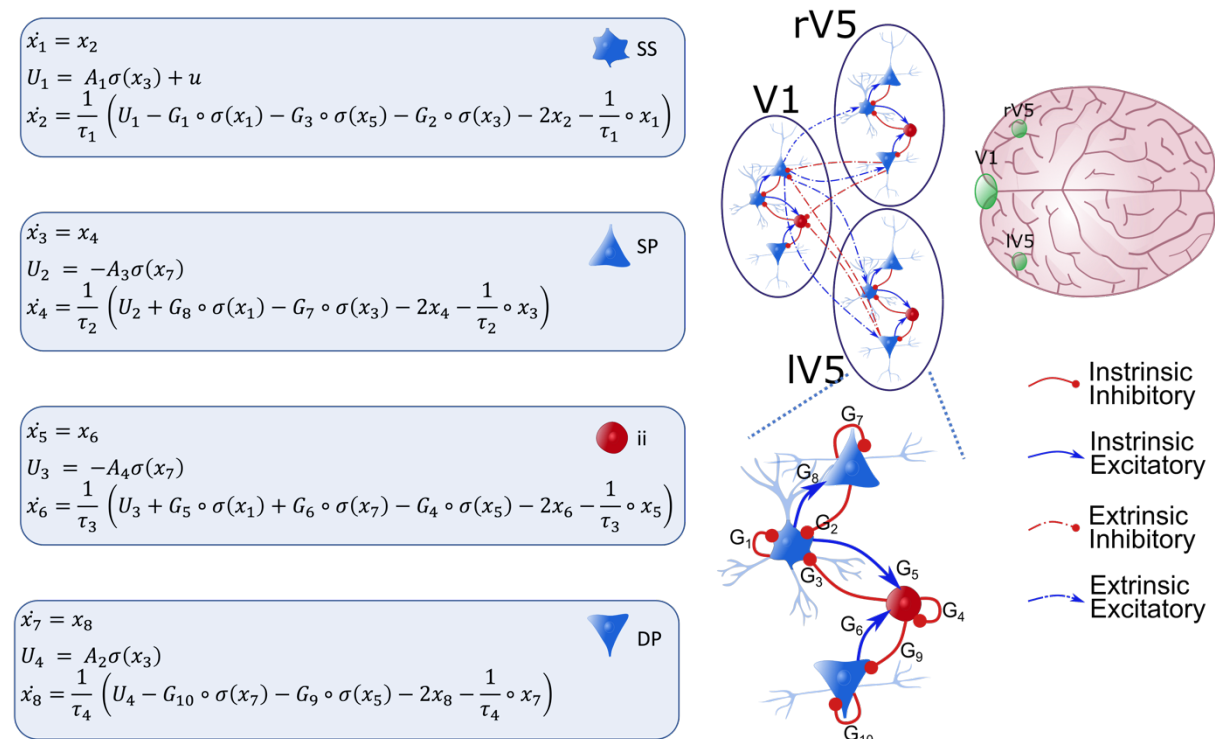 ẋ₁ = x₂
SS
U₁ = A₁σ(x₃) + u
ẋ₂ = 1/τ₁ (U₁ − G₁ ∘ σ(x₁) − G₃ ∘ σ(x₅) − G₂ ∘ σ(x₃) − 2x₂ − 1/τ₁ ∘ x₁)
ẋ₃ = x₄
SP
U₂ = −A₃σ(x₇)
ẋ₄ = 1/τ₂ (U₂ + G₈ ∘ σ(x₁) − G₇ ∘ σ(x₃) − 2x₄ − 1/τ₂ ∘ x₃)
ẋ₅ = x₆
ii
U₃ = −A₄σ(x₇)
ẋ₆ = 1/τ₃ (U₃ + G₅ ∘ σ(x₁) + G₆ ∘ σ(x₇) − G₄ ∘ σ(x₅) − 2x₆ − 1/τ₃ ∘ x₅)
ẋ₇ = x₈
DP
U₄ = A₂σ(x₃)
ẋ₈ = 1/τ₄ (U₄ − G₁₀ ∘ σ(x₇) − G₉ ∘ σ(x₅) − 2x₈ − 1/τ₄ ∘ x₇)
rV5
V1
lV5
rV5
V1
lV5
G₇
G₈
G₂
G₁
G₃
G₅
G₄
G₆
G₉
G₁₀
Instrinsic
Inhibitory
Instrinsic
Excitatory
Extrinsic
Inhibitory
Extrinsic
Excitatory